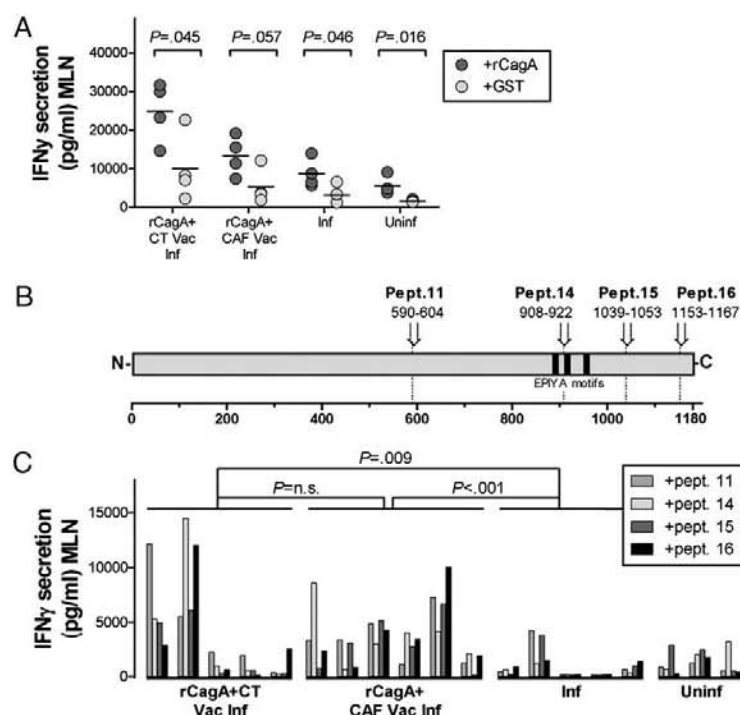 A
P=.045 P=.057 P=.046 P=.016
+rCagA
+GST
IFNγ secretion
(pg/ml) MLN
40000
30000
20000
10000
0
rCagA+
CT Vac
Inf
rCagA+
CAF Vac
Inf
Inf
Uninf
B
Pept.11 Pept.14 Pept.15 Pept.16
590-604 908-922 1039-1053 1153-1167
N- -C
EPIYA motifs
0 200 400 600 800 1000 1180
C
P=.009
P=n.s. P<.001
+pept. 11
+pept. 14
+pept. 15
+pept. 16
IFNγ secretion
(pg/ml) MLN
15000
10000
5000
0
rCagA+CT
Vac Inf
rCagA+
CAF Vac Inf
Inf
Uninf